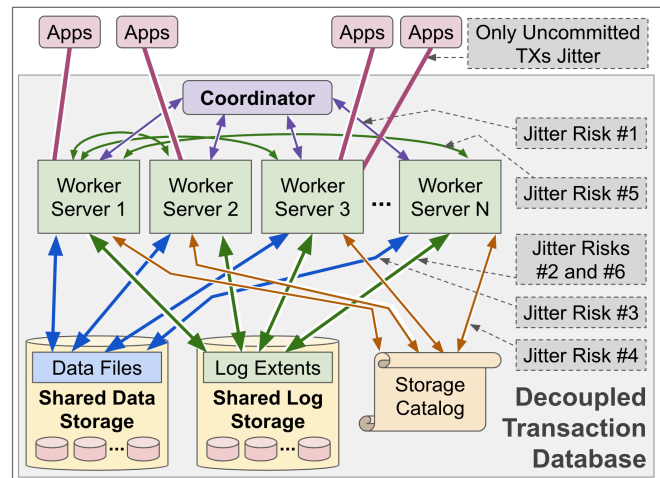 Apps
Apps
Apps
Apps
Only Uncommitted
TXs Jitter
Coordinator
Jitter Risk #1
Worker
Server 1
Worker
Server 2
Worker
Server 3
...
Worker
Server N
Jitter Risk #5
Jitter Risks
#2 and #6
Jitter Risk #3
Jitter Risk #4
Data Files
Shared Data
Storage
...
Log Extents
Shared Log
Storage
...
Storage
Catalog
Decoupled
Transaction
Database